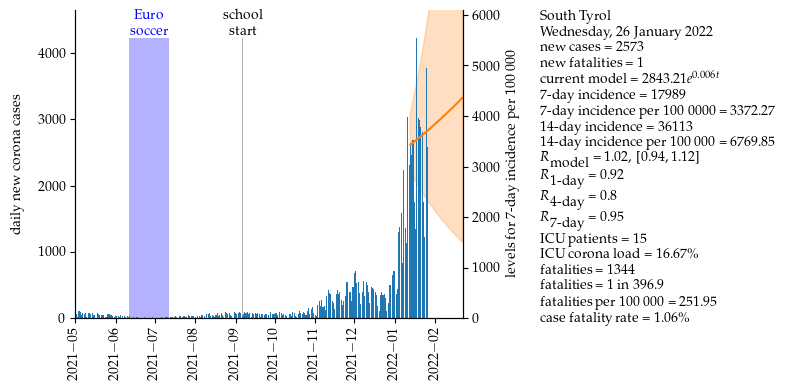 Euro
soccer
school
start
daily new corona cases
4000
3000
2000
1000
0
6000
5000
4000
3000
2000
1000
0
levels for 7-day incidence per 100 000
2021−05
2021−06
2021−07
2021−08
2021−09
2021−10
2021−11
2021−12
2022−01
2022−02
South Tyrol
Wednesday, 26 January 2022
new cases = 2573
new fatalities = 1
current model = 2843.21e^0.006t
7-day incidence = 17989
7-day incidence per 100 0000 = 3372.27
14-day incidence = 36113
14-day incidence per 100 000 = 6769.85
R model = 1.02, [0.94, 1.12]
R 1-day = 0.92
R 4-day = 0.8
R 7-day = 0.95
ICU patients = 15
ICU corona load = 16.67%
fatalities = 1344
fatalities = 1 in 396.9
fatalities per 100 000 = 251.95
case fatality rate = 1.06%